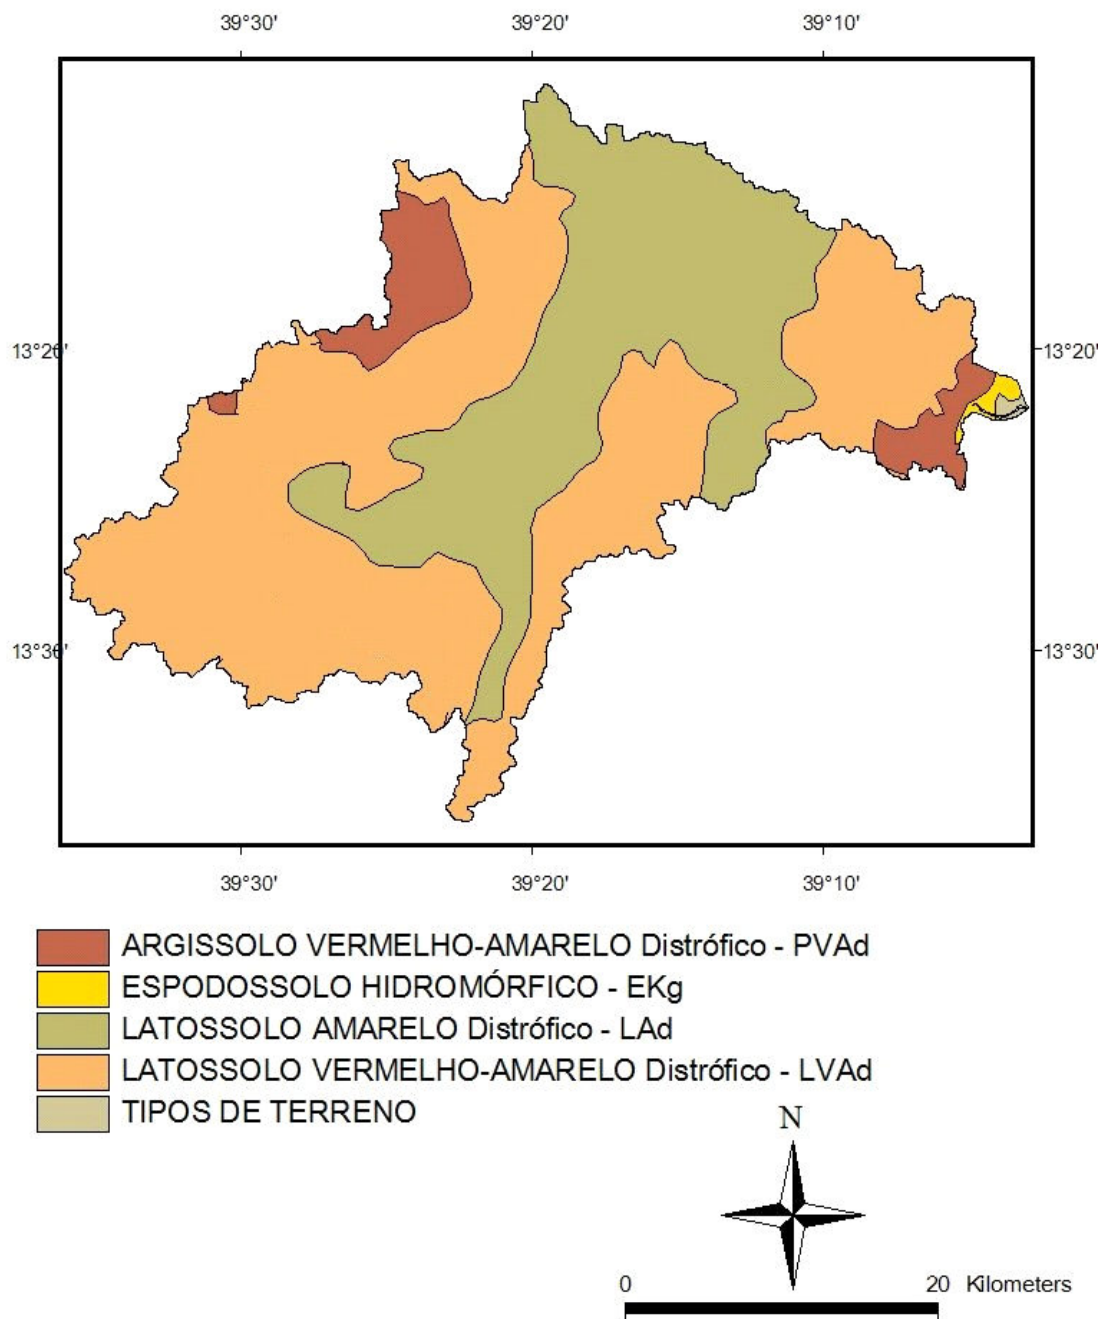 39°30' 39°20' 39°10'
13°20' 13°20'
13°30' 13°30'
39°30' 39°20' 39°10'
ARGISSOLO VERMELHO-AMARELO Distrófico - PVAd
ESPODOSSOLO HIDROMÓRFICO - EKg
LATOSSOLO AMARELO Distrófico - LAd
LATOSSOLO VERMELHO-AMARELO Distrófico - LVAd
TIPOS DE TERRENO
N
0 20 Kilometers